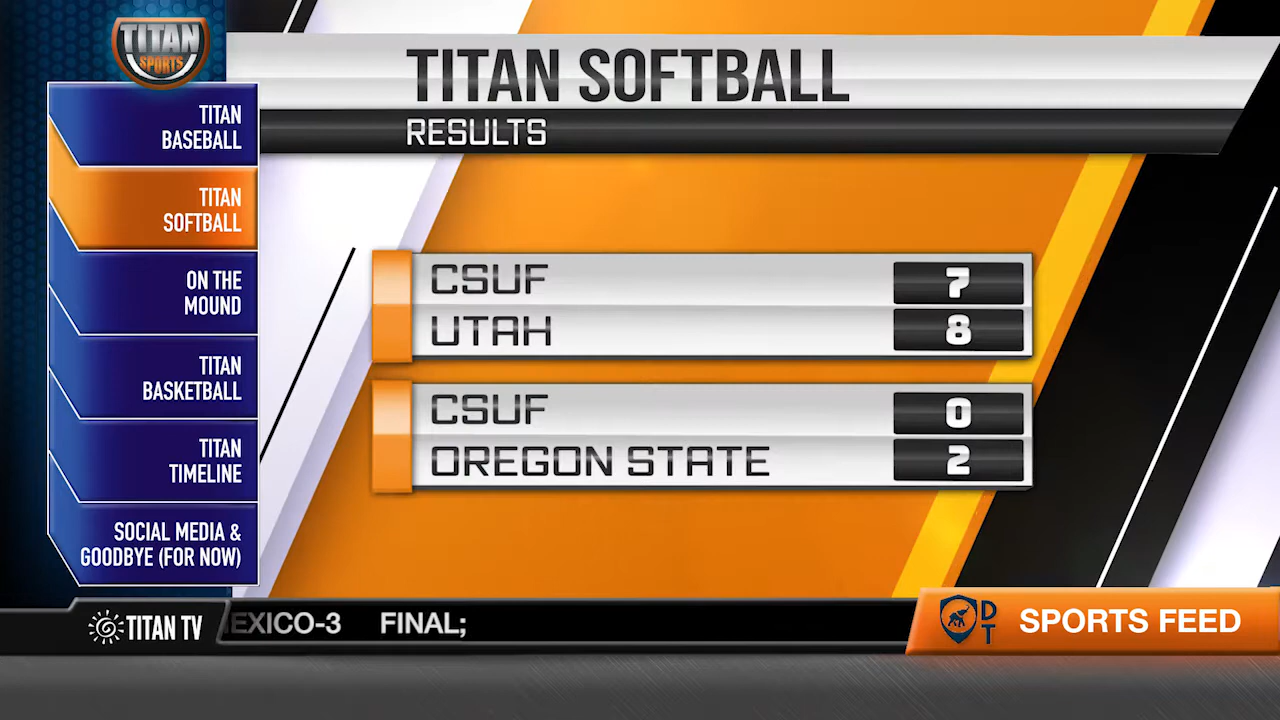 TITAN
SPORTS
TITAN SOFTBALL
RESULTS
TITAN
BASEBALL
TITAN
SOFTBALL
ON THE
MOUND
TITAN
BASKETBALL
TITAN
TIMELINE
SOCIAL MEDIA &
GOODBYE (FOR NOW)
CSUF 7
UTAH 8
CSUF 0
OREGON STATE 2
TITAN TV
EXICO-3 FINAL;
DT
SPORTS FEED